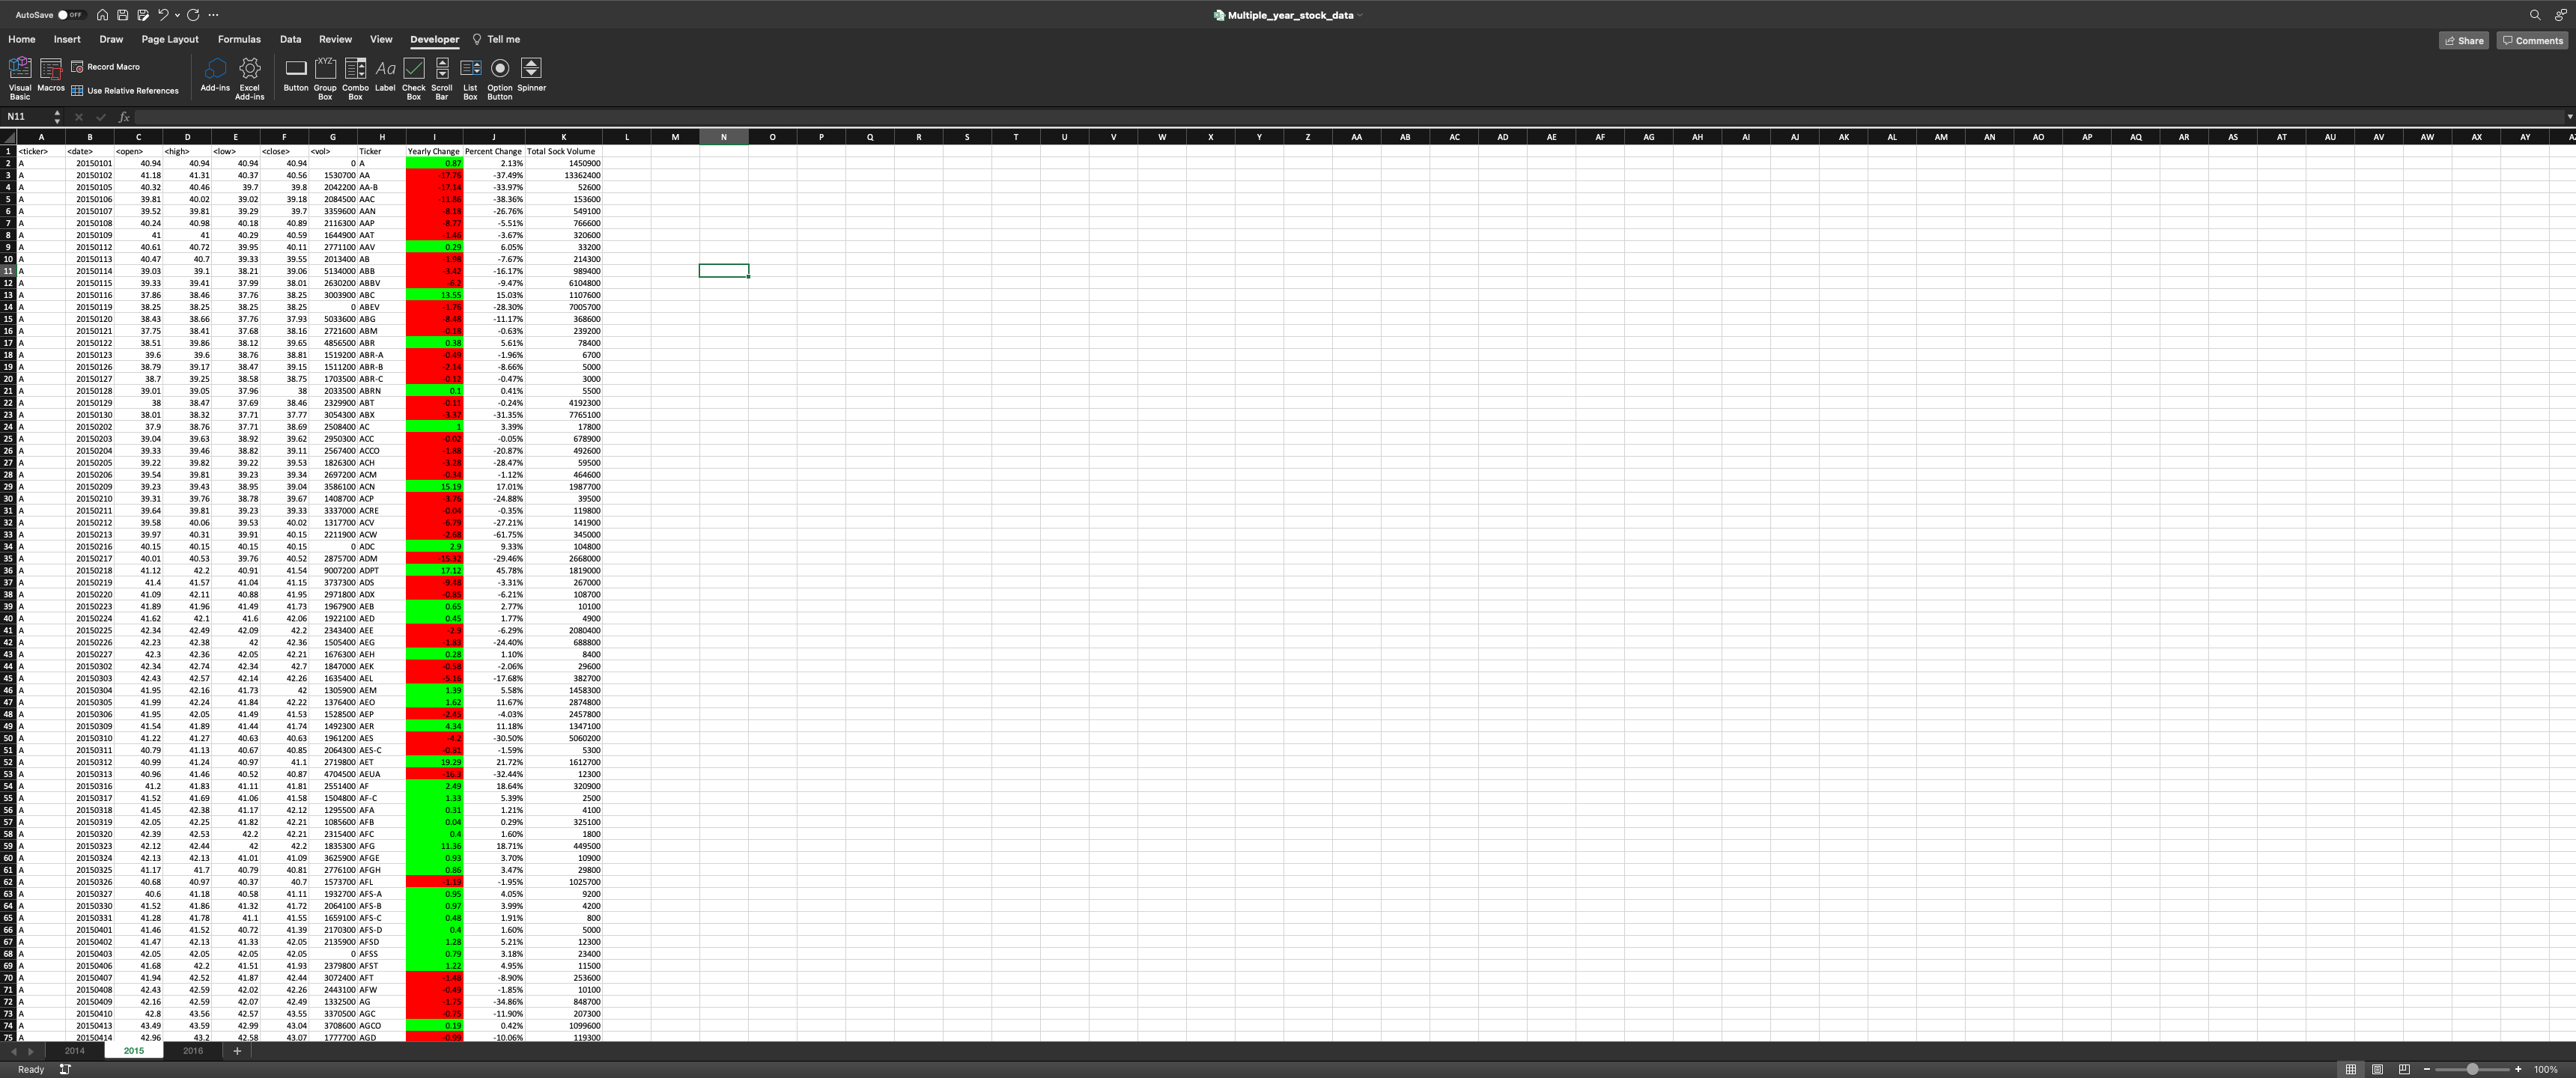 AutoSave OFF
Multiple_year_stock_data
Home Insert Draw Page Layout Formulas Data Review View Developer Tell me
Share Comments
Visual Basic Macros Record Macro Use Relative References Add-ins Excel Add-ins Button Group Box Combo Box Label Check Box Scroll Bar List Box Option Button Spinner
N11 fx
A B C D E F G H I J K L M N O P Q R S T U V W X Y Z AA AB AC AD AE AF AG AH AI AJ AK AL AM AN AO AP AQ AR AS AT AU AV AW AX AY
1 <ticker> <date> <open> <high> <low> <close> <vol> Ticker Yearly Change Percent Change Total Sock Volume
2 A 20150101 40.94 40.94 40.94 40.94 0 A 0.87 2.13% 1450900
3 A 20150102 41.18 41.31 40.37 40.56 1530700 AA -17.76 -37.49% 13362400
4 A 20150105 40.32 40.46 39.7 39.8 2042200 AA-B -17.14 -33.97% 52600
5 A 20150106 39.81 40.02 39.02 39.18 2084500 AAC -11.86 -38.36% 153600
6 A 20150107 39.52 39.81 39.29 39.7 3359600 AAN -8.18 -26.76% 549100
7 A 20150108 40.24 40.98 40.18 40.89 2116300 AAP -8.77 -5.51% 766600
8 A 20150109 41 41 40.29 40.59 1644900 AAT -1.46 -3.67% 320600
9 A 20150112 40.61 40.72 39.95 40.11 2771100 AAV 0.29 6.05% 33200
10 A 20150113 40.47 40.7 39.33 39.55 2013400 AB -1.98 -7.67% 214300
11 A 20150114 39.03 39.1 38.21 39.06 5134000 ABB -3.42 -16.17% 989400
12 A 20150115 39.33 39.41 37.99 38.01 2630200 ABBV -6.2 -9.47% 6104800
13 A 20150116 37.86 38.46 37.76 38.25 3003900 ABC 13.55 15.03% 1107600
14 A 20150119 38.25 38.25 38.25 38.25 0 ABEV -1.76 -28.30% 7005700
15 A 20150120 38.43 38.66 37.76 37.93 5033600 ABG -8.48 -11.17% 368600
16 A 20150121 37.75 38.41 37.68 38.16 2721600 ABM -0.18 -0.63% 239200
17 A 20150122 38.51 39.86 38.12 39.65 4856500 ABR 0.38 5.61% 78400
18 A 20150123 39.6 39.6 38.76 38.81 1519200 ABR-A -0.49 -1.96% 6700
19 A 20150126 38.79 39.17 38.47 39.15 1511200 ABR-B -2.14 -8.66% 5000
20 A 20150127 38.7 39.25 38.58 38.75 1703500 ABR-C -0.12 -0.47% 3000
21 A 20150128 39.01 39.05 37.96 38 2033500 ABRN 0.1 0.41% 5500
22 A 20150129 38 38.47 37.69 38.46 2329900 ABT -0.11 -0.24% 4192300
23 A 20150130 38.01 38.32 37.71 37.77 3054300 ABX -3.37 -31.35% 7765100
24 A 20150202 37.9 38.76 37.71 38.69 2508400 AC 1 3.39% 17800
25 A 20150203 39.04 39.63 38.92 39.62 2950300 ACC -0.02 -0.05% 678900
26 A 20150204 39.33 39.46 38.82 39.11 2567400 ACCO -1.88 -20.87% 492600
27 A 20150205 39.22 39.82 39.22 39.53 1826300 ACH -3.28 -28.47% 59500
28 A 20150206 39.54 39.81 39.23 39.34 2697200 ACM -0.34 -1.12% 464600
29 A 20150209 39.23 39.43 38.95 39.04 3586100 ACN 15.19 17.01% 1987700
30 A 20150210 39.31 39.76 38.78 39.67 1408700 ACP -3.76 -24.88% 39500
31 A 20150211 39.64 39.81 39.23 39.33 3337000 ACRE -0.04 -0.35% 119800
32 A 20150212 39.58 40.06 39.53 40.02 1317700 ACV -6.79 -27.21% 141900
33 A 20150213 39.97 40.31 39.91 40.15 2211900 ACW -2.68 -61.75% 345000
34 A 20150216 40.15 40.15 40.15 40.15 0 ADC 2.9 9.33% 104800
35 A 20150217 40.01 40.53 39.76 40.52 2875700 ADM -15.32 -29.46% 2668000
36 A 20150218 41.12 42.2 40.91 41.54 9007200 ADPT 17.12 45.78% 1819000
37 A 20150219 41.4 41.57 41.04 41.15 3737300 ADS -9.48 -3.31% 267000
38 A 20150220 41.09 42.11 40.88 41.95 2971800 ADX -0.85 -6.21% 108700
39 A 20150223 41.89 41.96 41.49 41.73 1967900 AEB 0.65 2.77% 10100
40 A 20150224 41.62 42.1 41.6 42.06 1922100 AED 0.45 1.77% 4900
41 A 20150225 42.34 42.49 42.09 42.2 2343400 AEE -2.9 -6.29% 2080400
42 A 20150226 42.23 42.38 42 42.36 1505400 AEG -1.83 -24.40% 688800
43 A 20150227 42.3 42.36 42.05 42.21 1676300 AEH 0.28 1.10% 8400
44 A 20150302 42.34 42.74 42.34 42.7 1847000 AEK -0.58 -2.06% 29600
45 A 20150303 42.43 42.57 42.14 42.26 1635400 AEL -5.16 -17.68% 382700
46 A 20150304 41.95 42.16 41.73 42 1305900 AEM 1.39 5.58% 1458300
47 A 20150305 41.99 42.24 41.84 42.22 1376400 AEO 1.62 11.67% 2874800
48 A 20150306 41.95 42.05 41.49 41.53 1528500 AEP -2.45 -4.03% 2457800
49 A 20150309 41.54 41.89 41.44 41.74 1492300 AER 4.34 11.18% 1347100
50 A 20150310 41.22 41.27 40.63 40.63 1961200 AES -4.2 -30.50% 5060200
51 A 20150311 40.79 41.13 40.67 40.85 2064300 AES-C -0.81 -1.59% 5300
52 A 20150312 40.99 41.24 40.97 41.1 2719800 AET 19.29 21.72% 1612700
53 A 20150313 40.96 41.46 40.52 40.87 4704500 AEUA -16.3 -32.44% 12300
54 A 20150316 41.2 41.83 41.11 41.81 2551400 AF 2.49 18.64% 320900
55 A 20150317 41.52 41.69 41.06 41.58 1504800 AF-C 1.33 5.39% 2500
56 A 20150318 41.45 42.38 41.17 42.12 1295500 AFA 0.31 1.21% 4100
57 A 20150319 42.05 42.25 41.82 42.21 1085600 AFB 0.04 0.29% 325100
58 A 20150320 42.39 42.53 42.2 42.21 2315400 AFC 0.4 1.60% 1800
59 A 20150323 42.12 42.44 42 42.2 1835300 AFG 11.36 18.71% 449500
60 A 20150324 42.13 42.13 41.01 41.09 3625900 AFGE 0.93 3.70% 10900
61 A 20150325 41.17 41.7 40.79 40.81 2776100 AFGH 0.86 3.47% 29800
62 A 20150326 40.68 40.97 40.37 40.7 1573700 AFL -1.19 -1.95% 1025700
63 A 20150327 40.6 41.18 40.58 41.11 1932700 AFS-A 0.95 4.05% 9200
64 A 20150330 41.52 41.86 41.32 41.72 2064100 AFS-B 0.97 3.99% 4200
65 A 20150331 41.28 41.78 41.1 41.55 1659100 AFS-C 0.48 1.91% 800
66 A 20150401 41.46 41.52 40.72 41.39 2170300 AFS-D 0.4 1.60% 5000
67 A 20150402 41.47 42.13 41.33 42.05 2135900 AFSD 1.28 5.21% 12300
68 A 20150403 42.05 42.05 42.05 42.05 0 AFSS 0.79 3.18% 23400
69 A 20150406 41.68 42.2 41.51 41.93 2379800 AFST 1.22 4.95% 11500
70 A 20150407 41.94 42.52 41.87 42.44 3072400 AFT -1.48 -8.90% 253600
71 A 20150408 42.43 42.59 42.02 42.26 2443100 AFW -0.49 -1.85% 10100
72 A 20150409 42.16 42.59 42.07 42.49 1332500 AG -1.75 -34.86% 848700
73 A 20150410 42.8 43.56 42.57 43.55 3370500 AGC -0.75 -11.90% 207300
74 A 20150413 43.49 43.59 42.99 43.04 3708600 AGCO 0.19 0.42% 1099600
75 A 20150414 42.96 43.2 42.58 43.07 1777700 AGD -0.99 -10.06% 119300
2014 2015 2016
Ready 100%